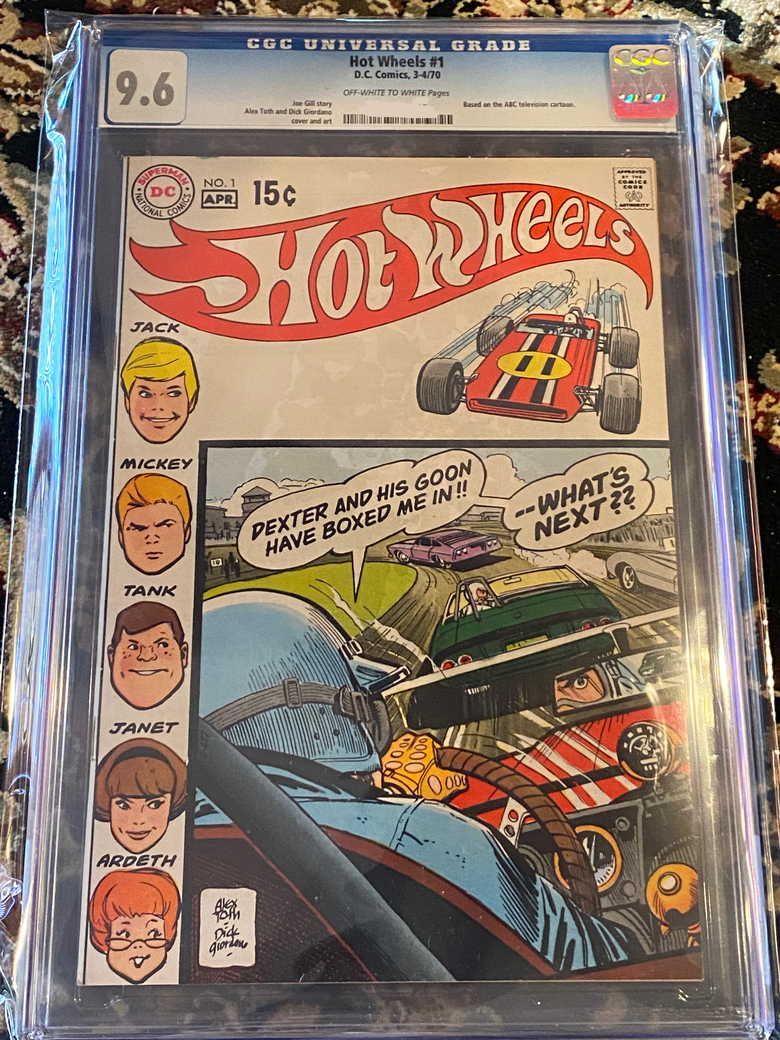 CGC UNIVERSAL GRADE
9.6
Hot Wheels #1
D.C. Comics, 3-4/70
OFF-WHITE TO WHITE Pages
Joe Gill story
Alex Toth and Dick Giordano
cover and art
Based on the ABC television cartoon.
CGC
SUPERMAN
DC
NATIONAL COMICS
NO. 1
APR.
15¢
APPROVED
BY THE
COMICS
CODE
AUTHORITY
HOT WHEELS
11
JACK
MICKEY
TANK
JANET
ARDETH
DEXTER AND HIS GOON
HAVE BOXED ME IN!!
--WHAT'S
NEXT??
ALEX
TOTH
-
Dick
giordano
-